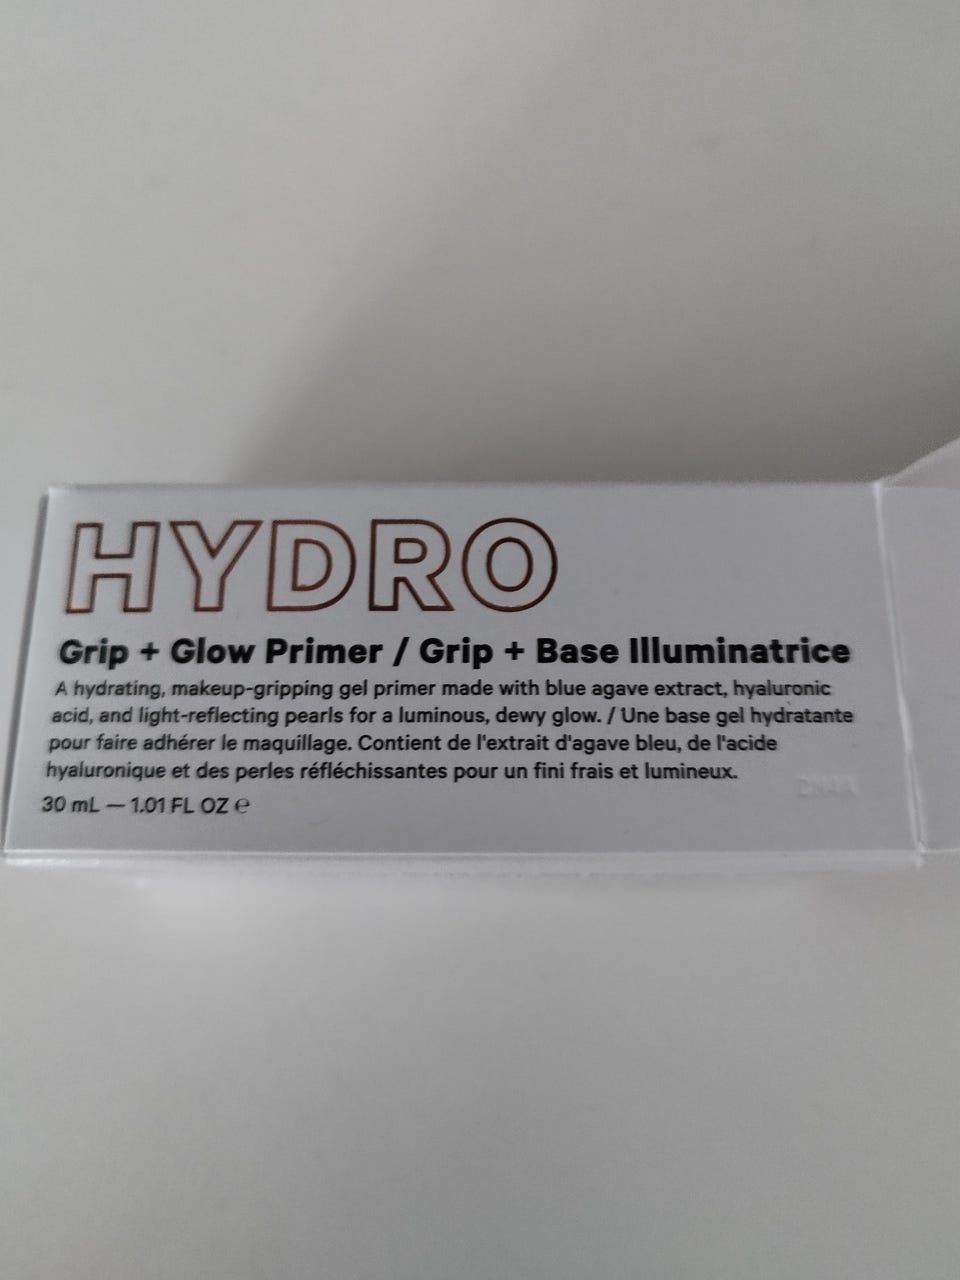 HYDRO
Grip + Glow Primer / Grip + Base Illuminatrice
A hydrating, makeup-gripping gel primer made with blue agave extract, hyaluronic
acid, and light-reflecting pearls for a luminous, dewy glow. / Une base gel hydratante
pour faire adhérer le maquillage. Contient de l'extrait d'agave bleu, de l'acide
hyaluronique et des perles réfléchissantes pour un fini frais et lumineux.
30 mL — 1.01 FL OZ ℮